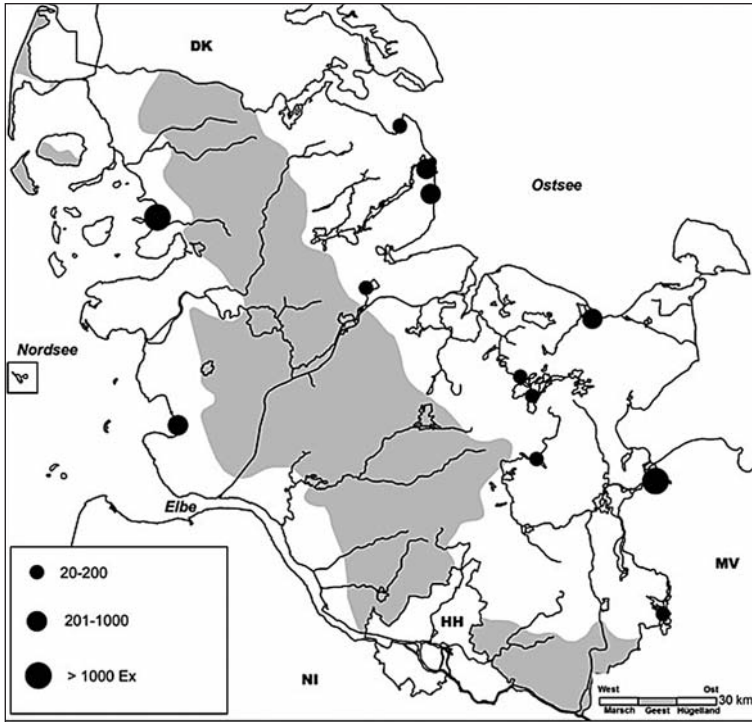 DK
Ostsee
Nordsee
Elbe
20-200
201-1000
> 1000 Ex
MV
HH
NI
West Ost
30 km
Marsch Geest Hügelland